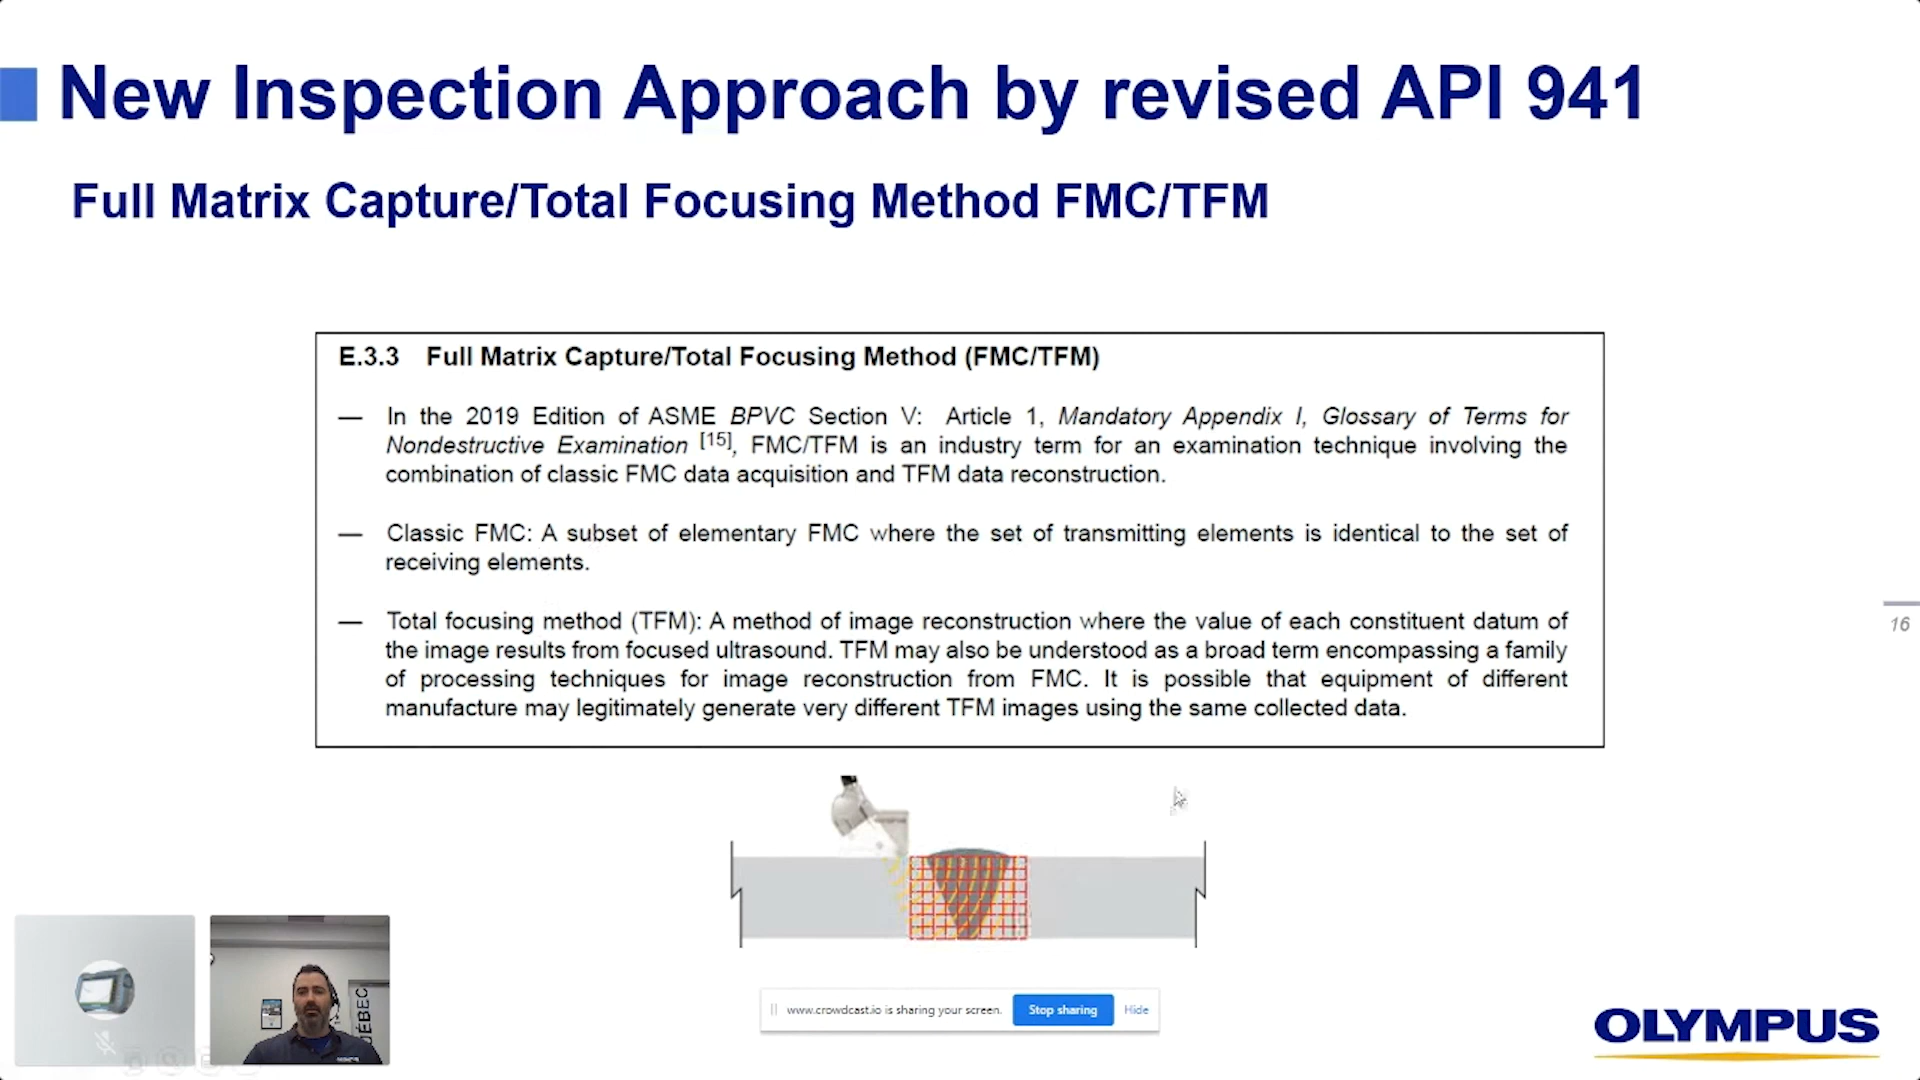 New Inspection Approach by revised API 941
Full Matrix Capture/Total Focusing Method FMC/TFM
E.3.3 Full Matrix Capture/Total Focusing Method (FMC/TFM)
— In the 2019 Edition of ASME BPVC Section V: Article 1, Mandatory Appendix I, Glossary of Terms for
Nondestructive Examination [15], FMC/TFM is an industry term for an examination technique involving the
combination of classic FMC data acquisition and TFM data reconstruction.
— Classic FMC: A subset of elementary FMC where the set of transmitting elements is identical to the set of
receiving elements.
— Total focusing method (TFM): A method of image reconstruction where the value of each constituent datum of
the image results from focused ultrasound. TFM may also be understood as a broad term encompassing a family
of processing techniques for image reconstruction from FMC. It is possible that equipment of different
manufacture may legitimately generate very different TFM images using the same collected data.
16
ÉBEC
www.crowdcast.io is sharing your screen. Stop sharing Hide
OLYMPUS